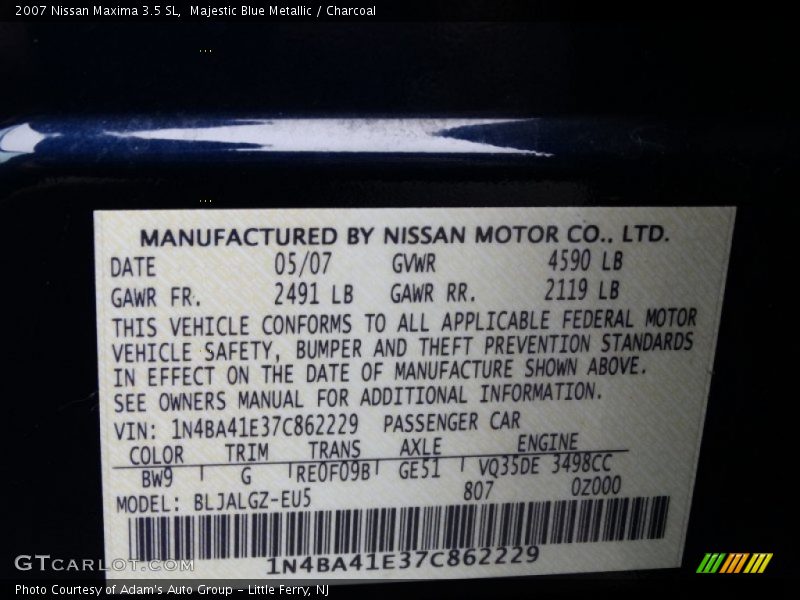 2007 Nissan Maxima 3.5 SL,  Majestic Blue Metallic / Charcoal
MANUFACTURED BY NISSAN MOTOR CO., LTD.
DATE 05/07 GVWR 4590 LB
GAWR FR. 2491 LB GAWR RR. 2119 LB
THIS VEHICLE CONFORMS TO ALL APPLICABLE FEDERAL MOTOR
VEHICLE SAFETY, BUMPER AND THEFT PREVENTION STANDARDS
IN EFFECT ON THE DATE OF MANUFACTURE SHOWN ABOVE.
SEE OWNERS MANUAL FOR ADDITIONAL INFORMATION.
VIN: 1N4BA41E37C862229 PASSENGER CAR
COLOR TRIM TRANS AXLE ENGINE
BW9 G RE0F09B GE51 VQ35DE 3498CC
807 0Z000
MODEL: BLJALGZ-EU5
1N4BA41E37C862229
GTCARLOT.COM
Photo Courtesy of Adam's Auto Group – Little Ferry, NJ